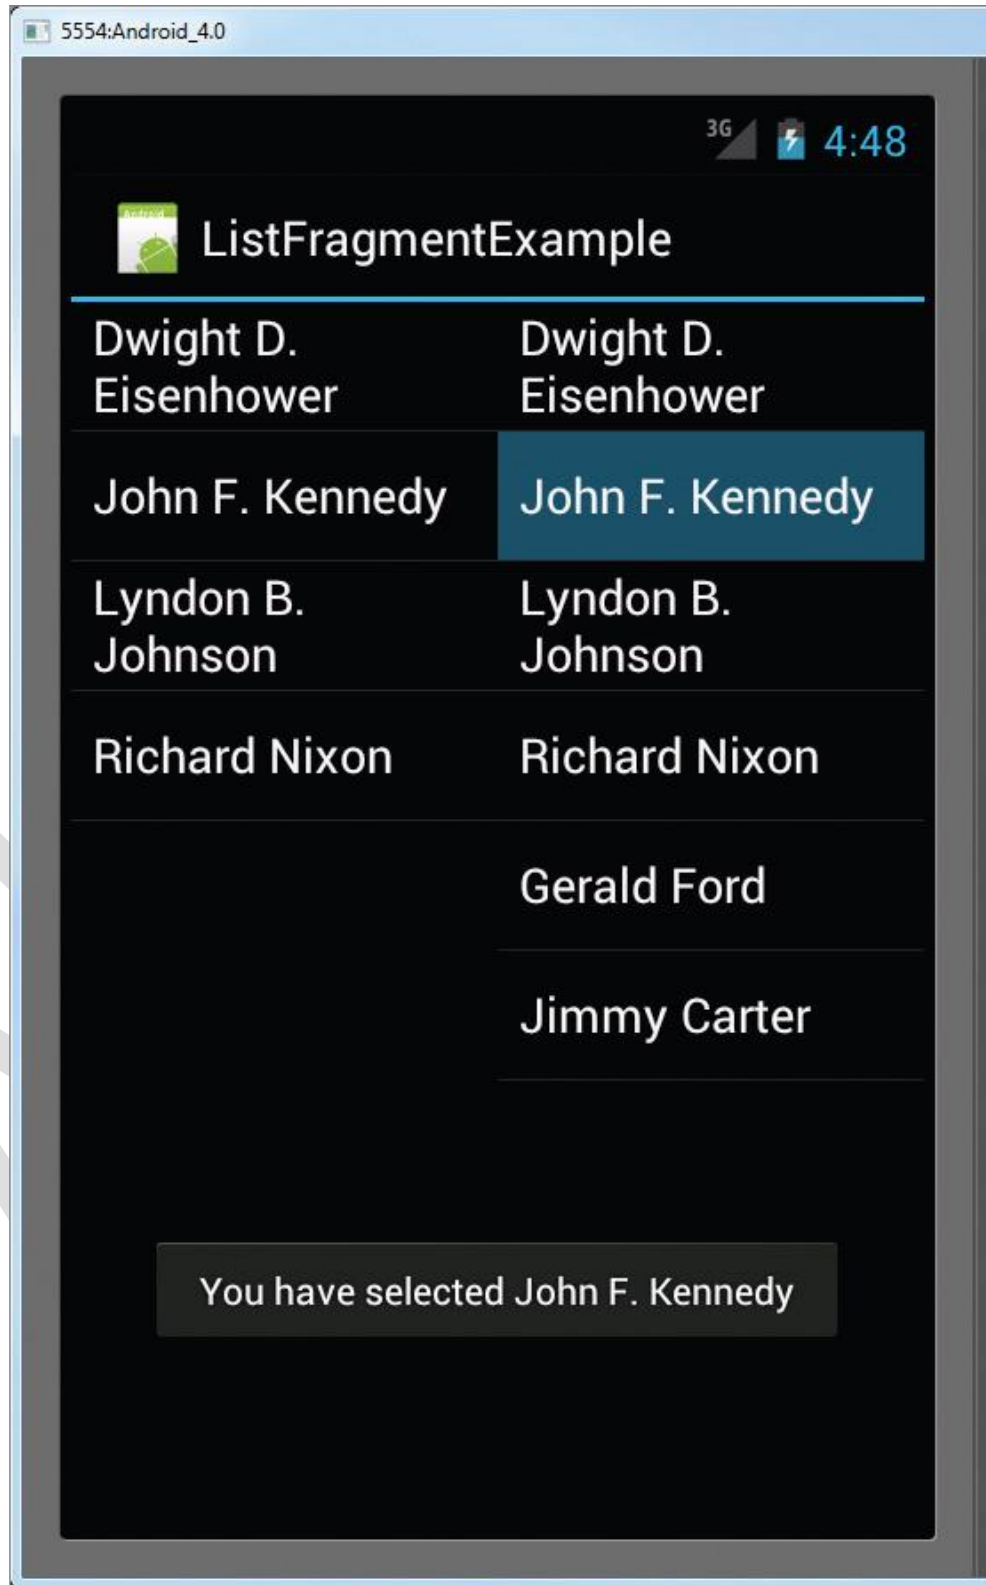 5554:Android_4.0
3G 4:48
Android
ListFragmentExample
Dwight D.
Eisenhower
John F. Kennedy
Lyndon B.
Johnson
Richard Nixon
Dwight D.
Eisenhower
John F. Kennedy
Lyndon B.
Johnson
Richard Nixon
Gerald Ford
Jimmy Carter
You have selected John F. Kennedy